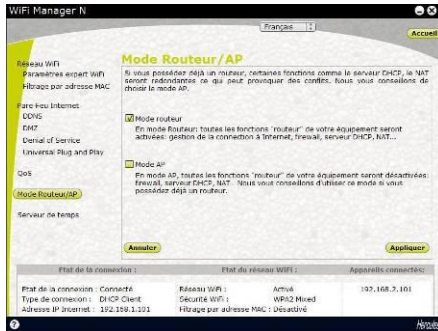 WiFi Manager N
Français
Accueil
Réseau WiFi
Paramètres expert WiFi
Filtrage par adresse MAC
Pare Feu Internet
DDNS
DMZ
Denial of Service
Universal Plug and Play
QoS
Mode Routeur/AP
Serveur de temps
Mode Routeur/AP
Si vous possédez déjà un routeur, certaines fonctions comme le serveur DHCP, le NAT
seront redondantes ce qui peut provoquer des conflits. Nous vous conseillons de
choisir le mode AP.
Mode routeur
En mode Routeur: toutes les fonctions "routeur" de votre équipement seront
activées: gestion de la connection à Internet, firewall, serveur DHCP, NAT...
Mode AP
En mode AP, toutes les fonctions "routeur" de votre équipement seront désactivées:
firewall, serveur DHCP, NAT. Nous vous conseillons d'utiliser ce mode si vous
possédez déjà un routeur.
Annuler
Appliquer
Etat de la connexion :
Etat de la connexion : Connecté
Type de connexion : DHCP Client
Adresse IP Internet : 192.168.1.101
Etat du réseau WiFi :
Réseau WiFi : Activé
Sécurité WiFi : WPA2 Mixed
Filtrage par adresse MAC : Désactivé
Appareils connectés:
192.168.2.101
Hercules